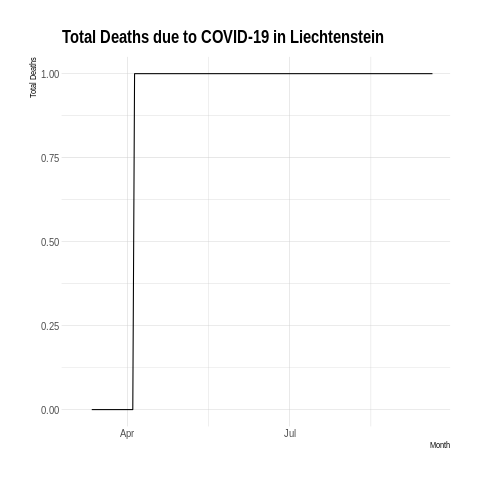 Total Deaths due to COVID-19 in Liechtenstein
Total Deaths
1.00
0.75
0.50
0.25
0.00
Apr
Jul
Month